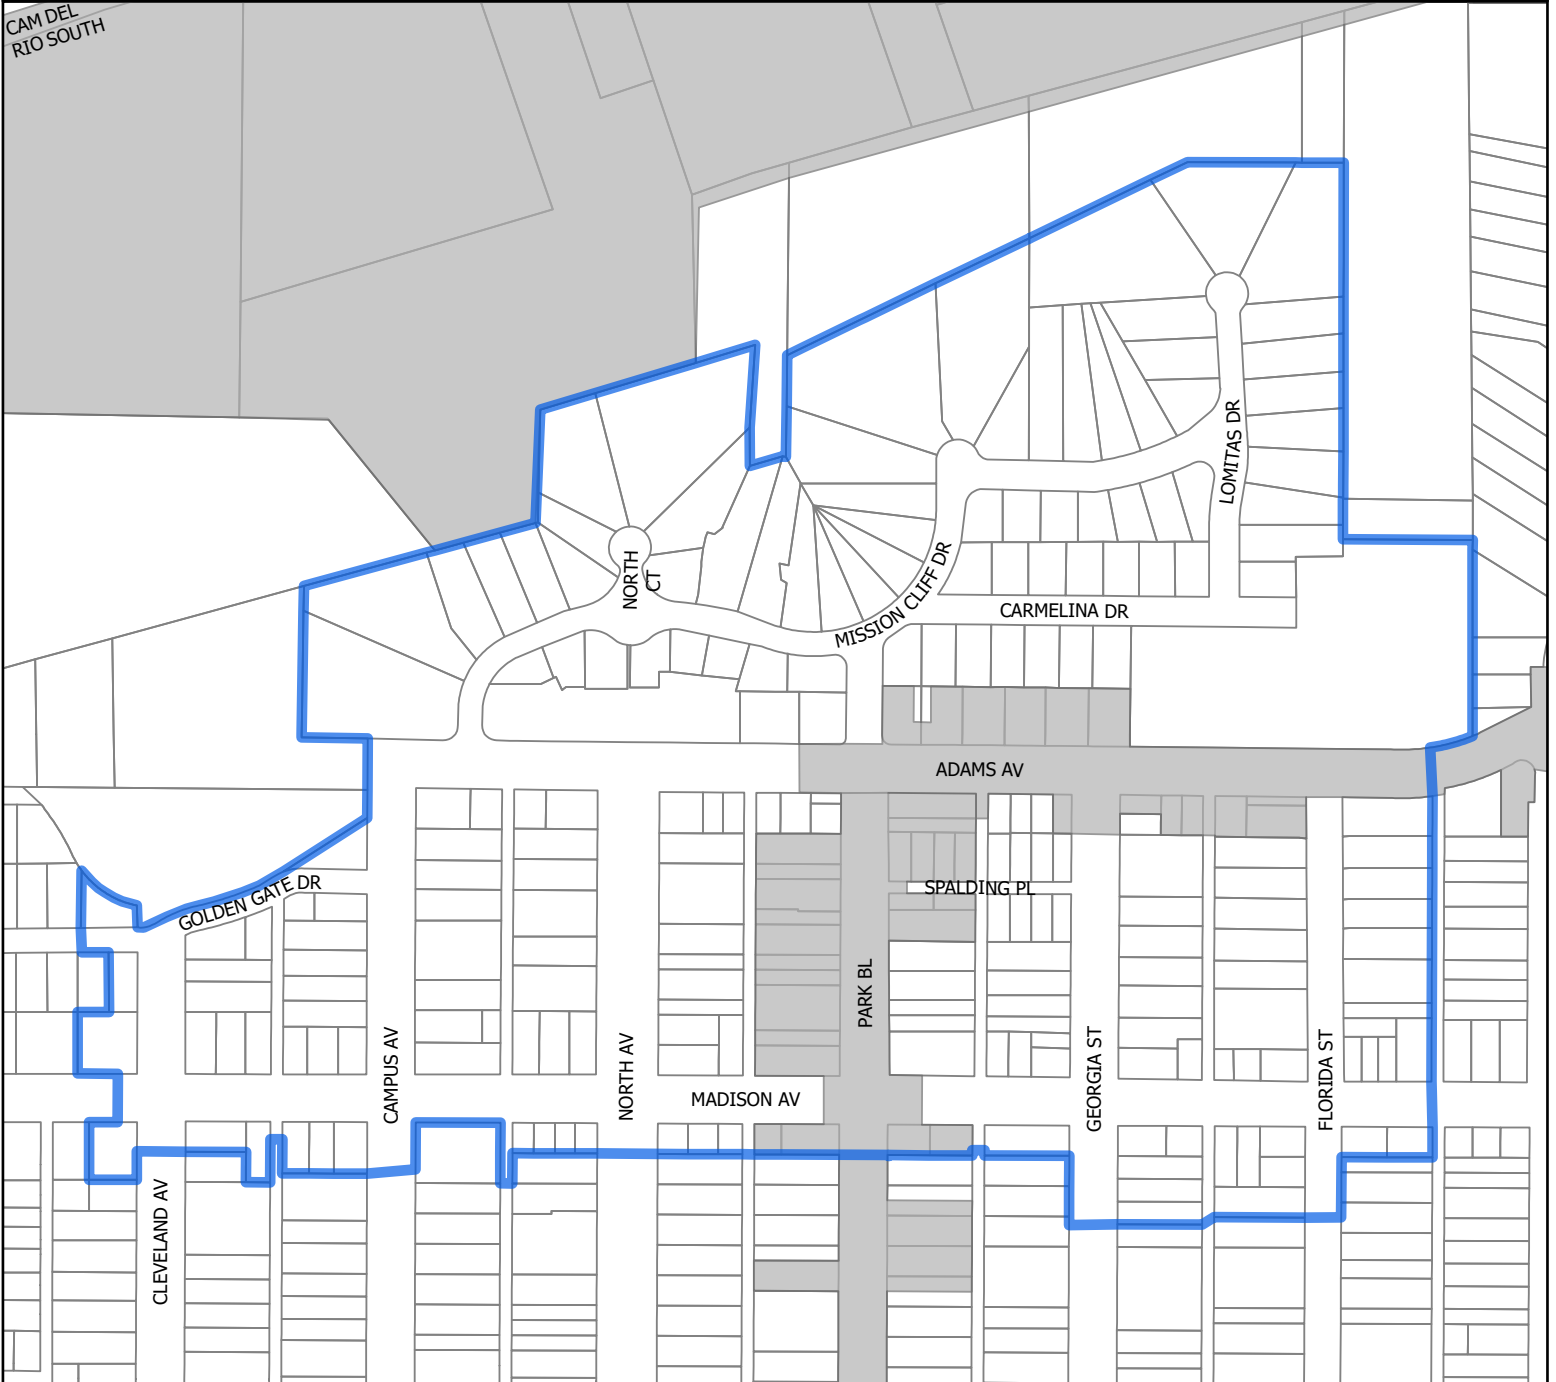 CAM DEL
RIO SOUTH
LOMITAS DR
NORTH
CT
MISSION CLIFF DR
CARMELINA DR
ADAMS AV
GOLDEN GATE DR
SPALDING PL
PARK BL
CAMPUS AV
NORTH AV
MADISON AV
GEORGIA ST
FLORIDA ST
CLEVELAND AV